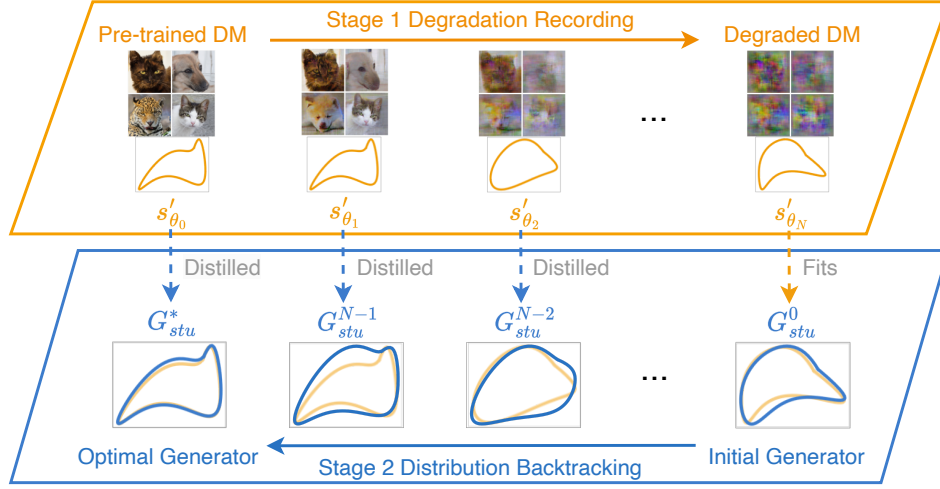 Stage 1 Degradation Recording
Pre-trained DM
Degraded DM
...
s′θ₀
s′θ₁
s′θ₂
s′θN
Distilled
Distilled
Distilled
Fits
G*stu
GN-1stu
GN-2stu
G0stu
...
Optimal Generator
Stage 2 Distribution Backtracking
Initial Generator